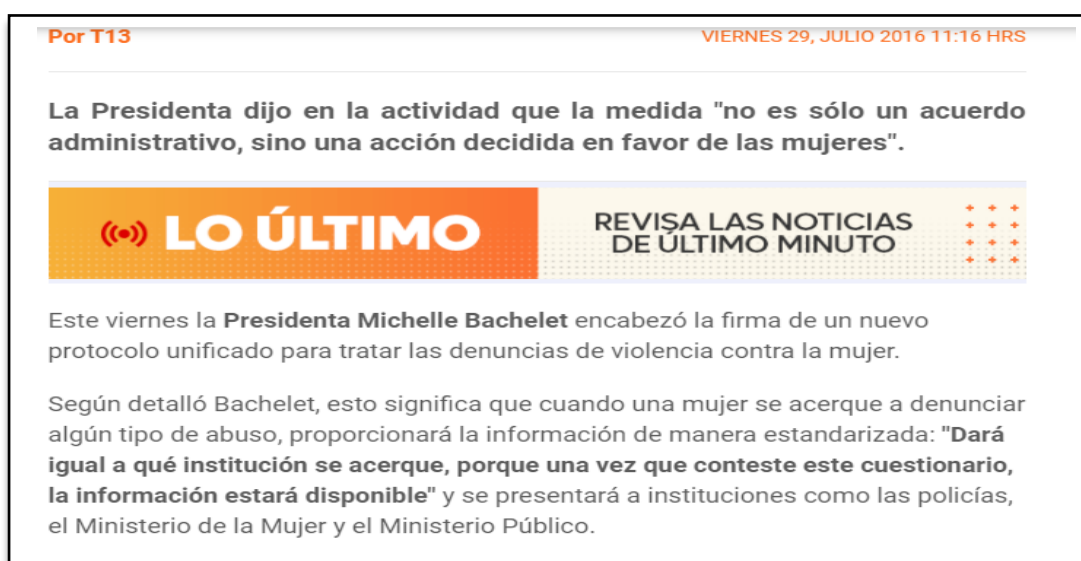 Por T13
VIERNES 29, JULIO 2016 11:16 HRS
La Presidenta dijo en la actividad que la medida "no es sólo un acuerdo
administrativo, sino una acción decidida en favor de las mujeres".
LO ÚLTIMO
REVISA LAS NOTICIAS
DE ÚLTIMO MINUTO
Este viernes la Presidenta Michelle Bachelet encabezó la firma de un nuevo
protocolo unificado para tratar las denuncias de violencia contra la mujer.
Según detalló Bachelet, esto significa que cuando una mujer se acerque a denunciar
algún tipo de abuso, proporcionará la información de manera estandarizada: "Dará
igual a qué institución se acerque, porque una vez que conteste este cuestionario,
la información estará disponible" y se presentará a instituciones como las policías,
el Ministerio de la Mujer y el Ministerio Público.